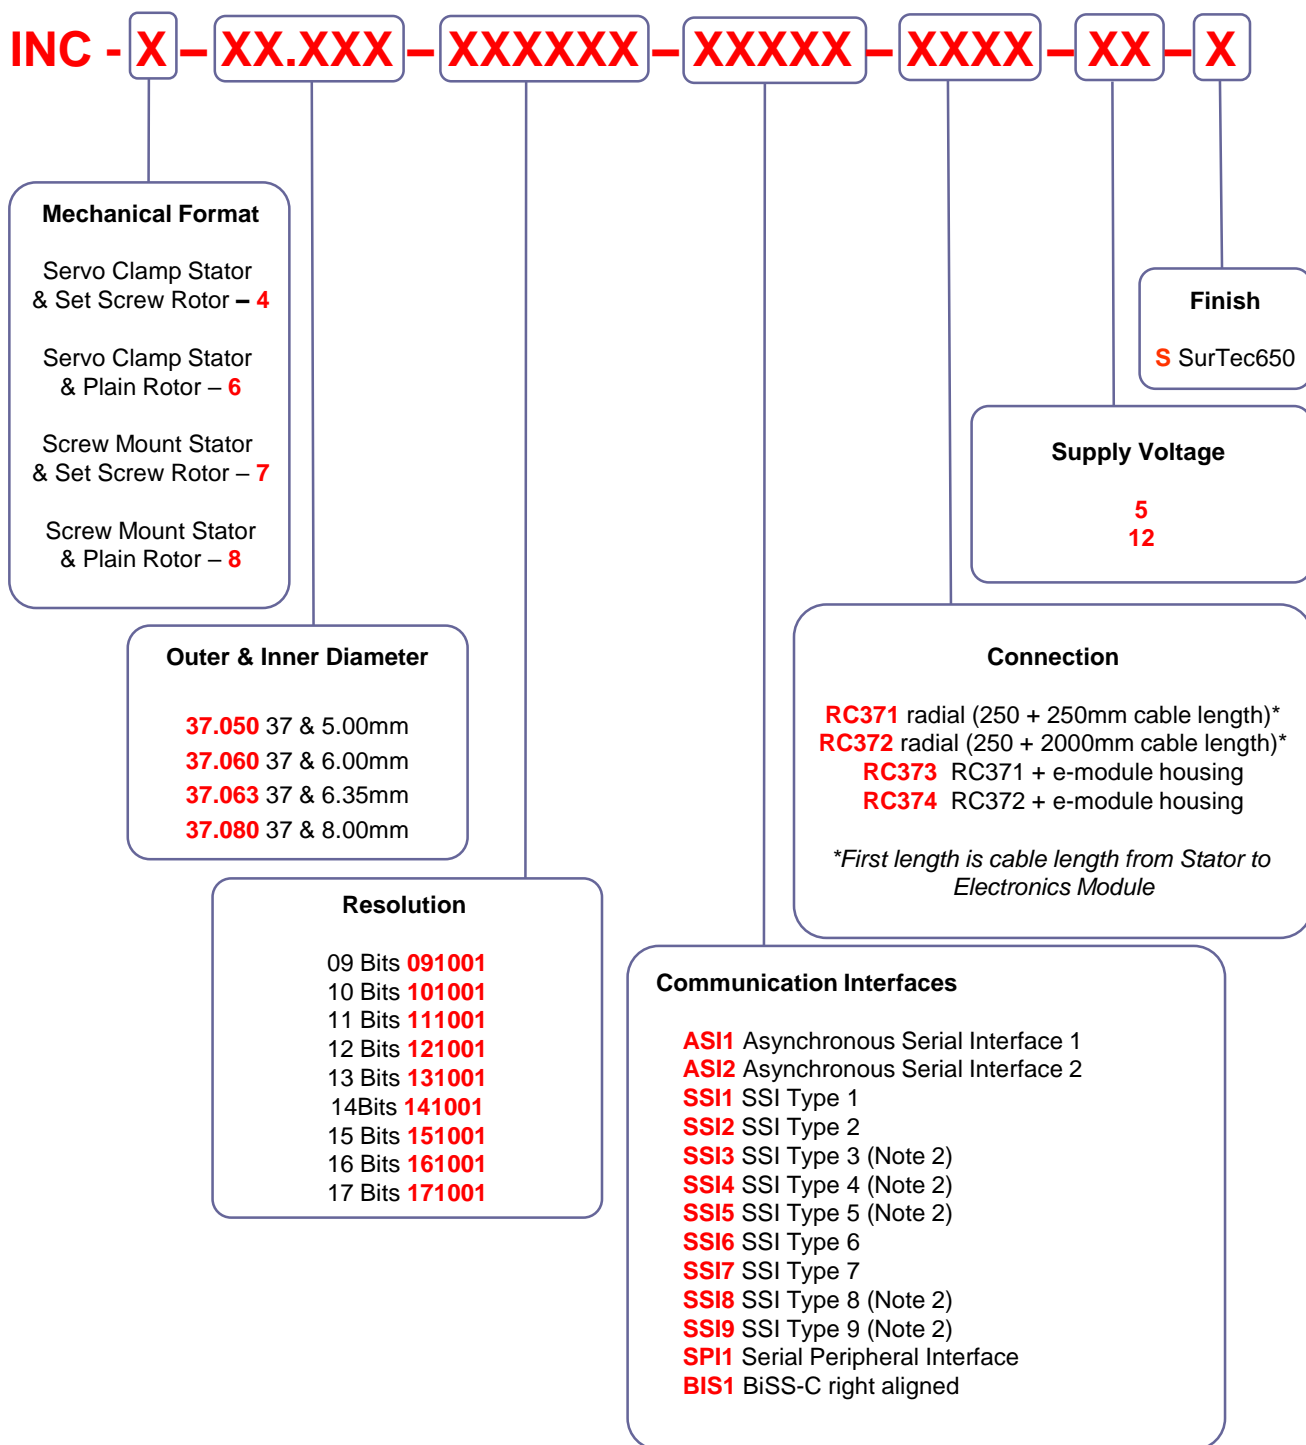 INC - X – XX.XXX – XXXXXX – XXXXX – XXXX – XX – X
Mechanical Format
Servo Clamp Stator
& Set Screw Rotor – 4
Servo Clamp Stator
& Plain Rotor – 6
Screw Mount Stator
& Set Screw Rotor – 7
Screw Mount Stator
& Plain Rotor – 8
Finish
S SurTec650
Supply Voltage
5
12
Outer & Inner Diameter
37.050 37 & 5.00mm
37.060 37 & 6.00mm
37.063 37 & 6.35mm
37.080 37 & 8.00mm
Connection
RC371 radial (250 + 250mm cable length)*
RC372 radial (250 + 2000mm cable length)*
RC373 RC371 + e-module housing
RC374 RC372 + e-module housing
*First length is cable length from Stator to
Electronics Module
Resolution
09 Bits 091001
10 Bits 101001
11 Bits 111001
12 Bits 121001
13 Bits 131001
14Bits 141001
15 Bits 151001
16 Bits 161001
17 Bits 171001
Communication Interfaces
ASI1 Asynchronous Serial Interface 1
ASI2 Asynchronous Serial Interface 2
SSI1 SSI Type 1
SSI2 SSI Type 2
SSI3 SSI Type 3 (Note 2)
SSI4 SSI Type 4 (Note 2)
SSI5 SSI Type 5 (Note 2)
SSI6 SSI Type 6
SSI7 SSI Type 7
SSI8 SSI Type 8 (Note 2)
SSI9 SSI Type 9 (Note 2)
SPI1 Serial Peripheral Interface
BIS1 BiSS-C right aligned